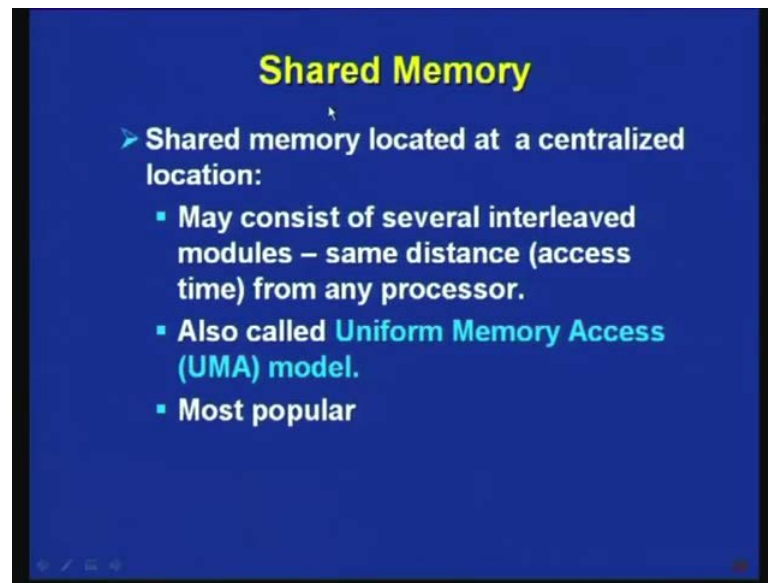 Shared Memory
➢ Shared memory located at a centralized
location:
▪ May consist of several interleaved
modules – same distance (access
time) from any processor.
▪ Also called Uniform Memory Access
(UMA) model.
▪ Most popular